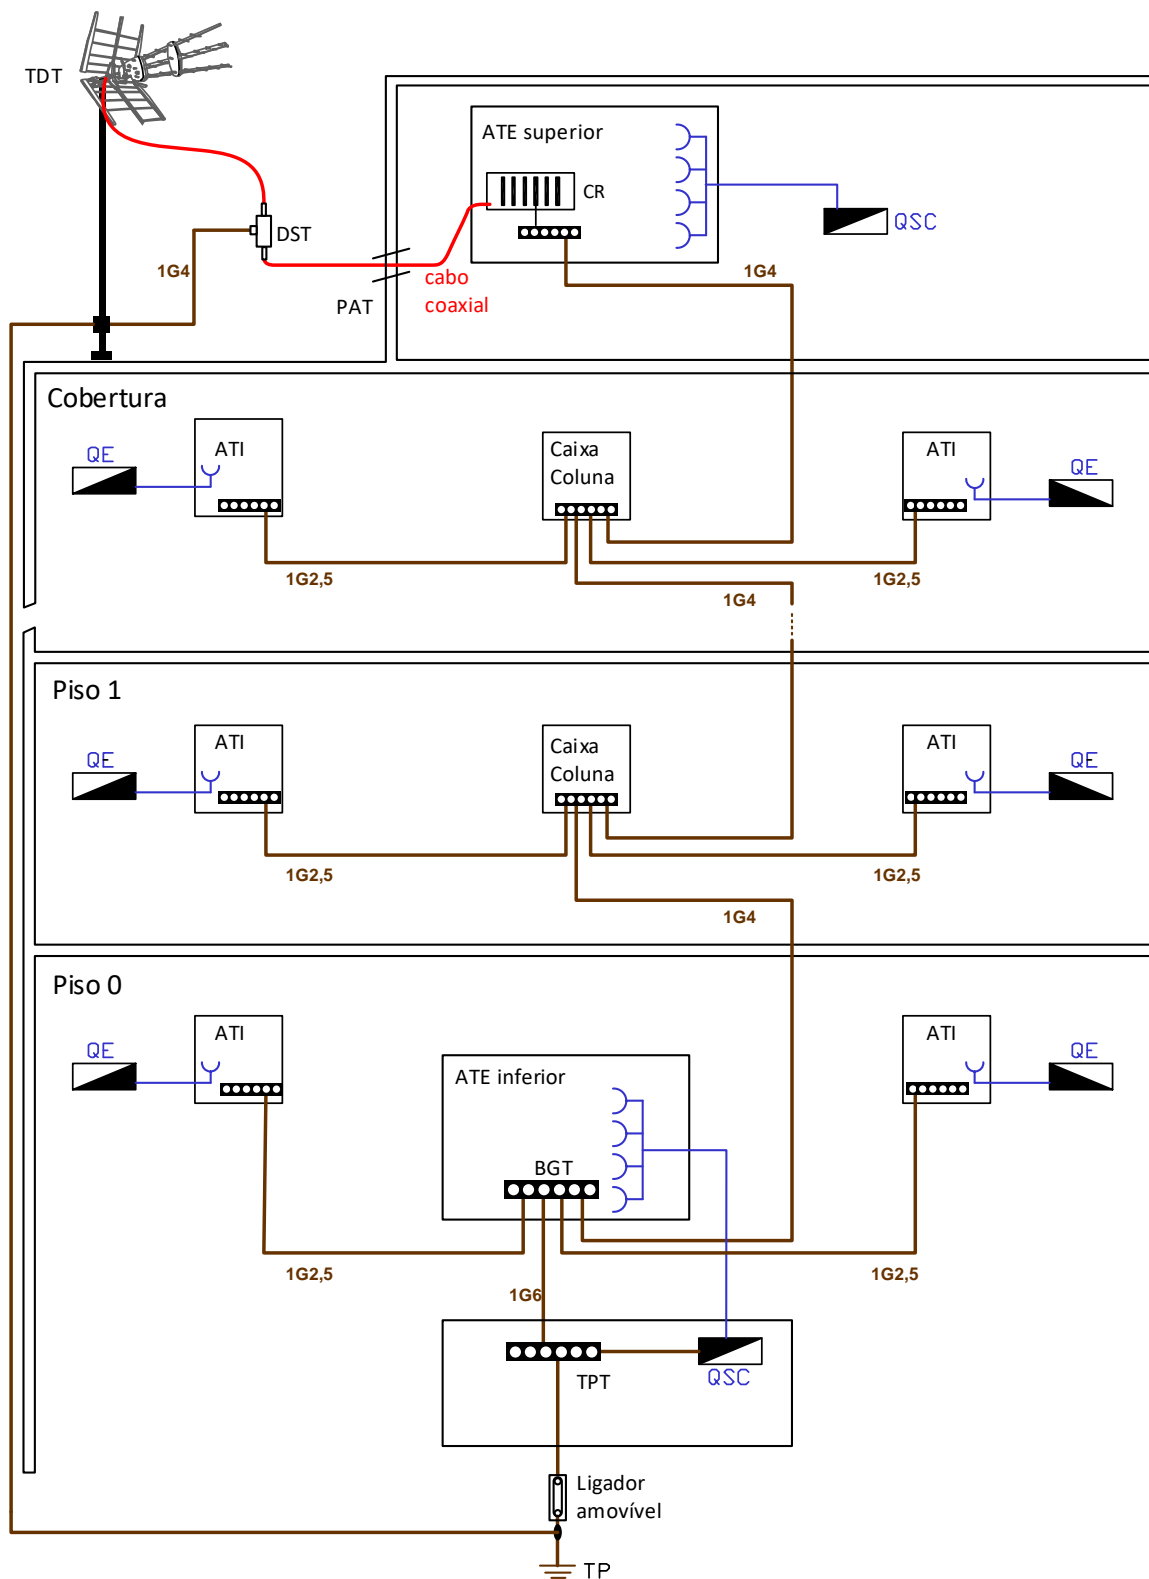 TDT
ATE superior
CR
QSC
DST
1G4
PAT
cabo
coaxial
1G4
Cobertura
QE
ATI
Caixa
Coluna
ATI
QE
1G2,5
1G4
1G2,5
Piso 1
QE
ATI
Caixa
Coluna
ATI
QE
1G2,5
1G4
1G2,5
Piso 0
QE
ATI
ATE inferior
BGT
ATI
QE
1G2,5
1G6
1G2,5
TPT
QSC
Ligador
amovível
TP